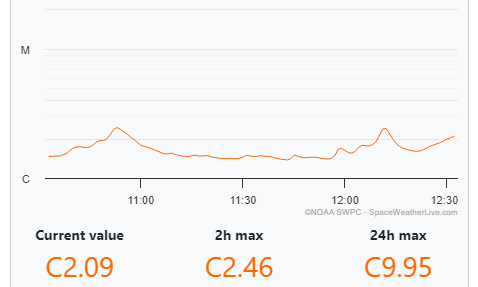 M
C
11:00 11:30 12:00 12:30
©NOAA SWPC - SpaceWeatherLive.com
Current value 2h max 24h max
C2.09 C2.46 C9.95